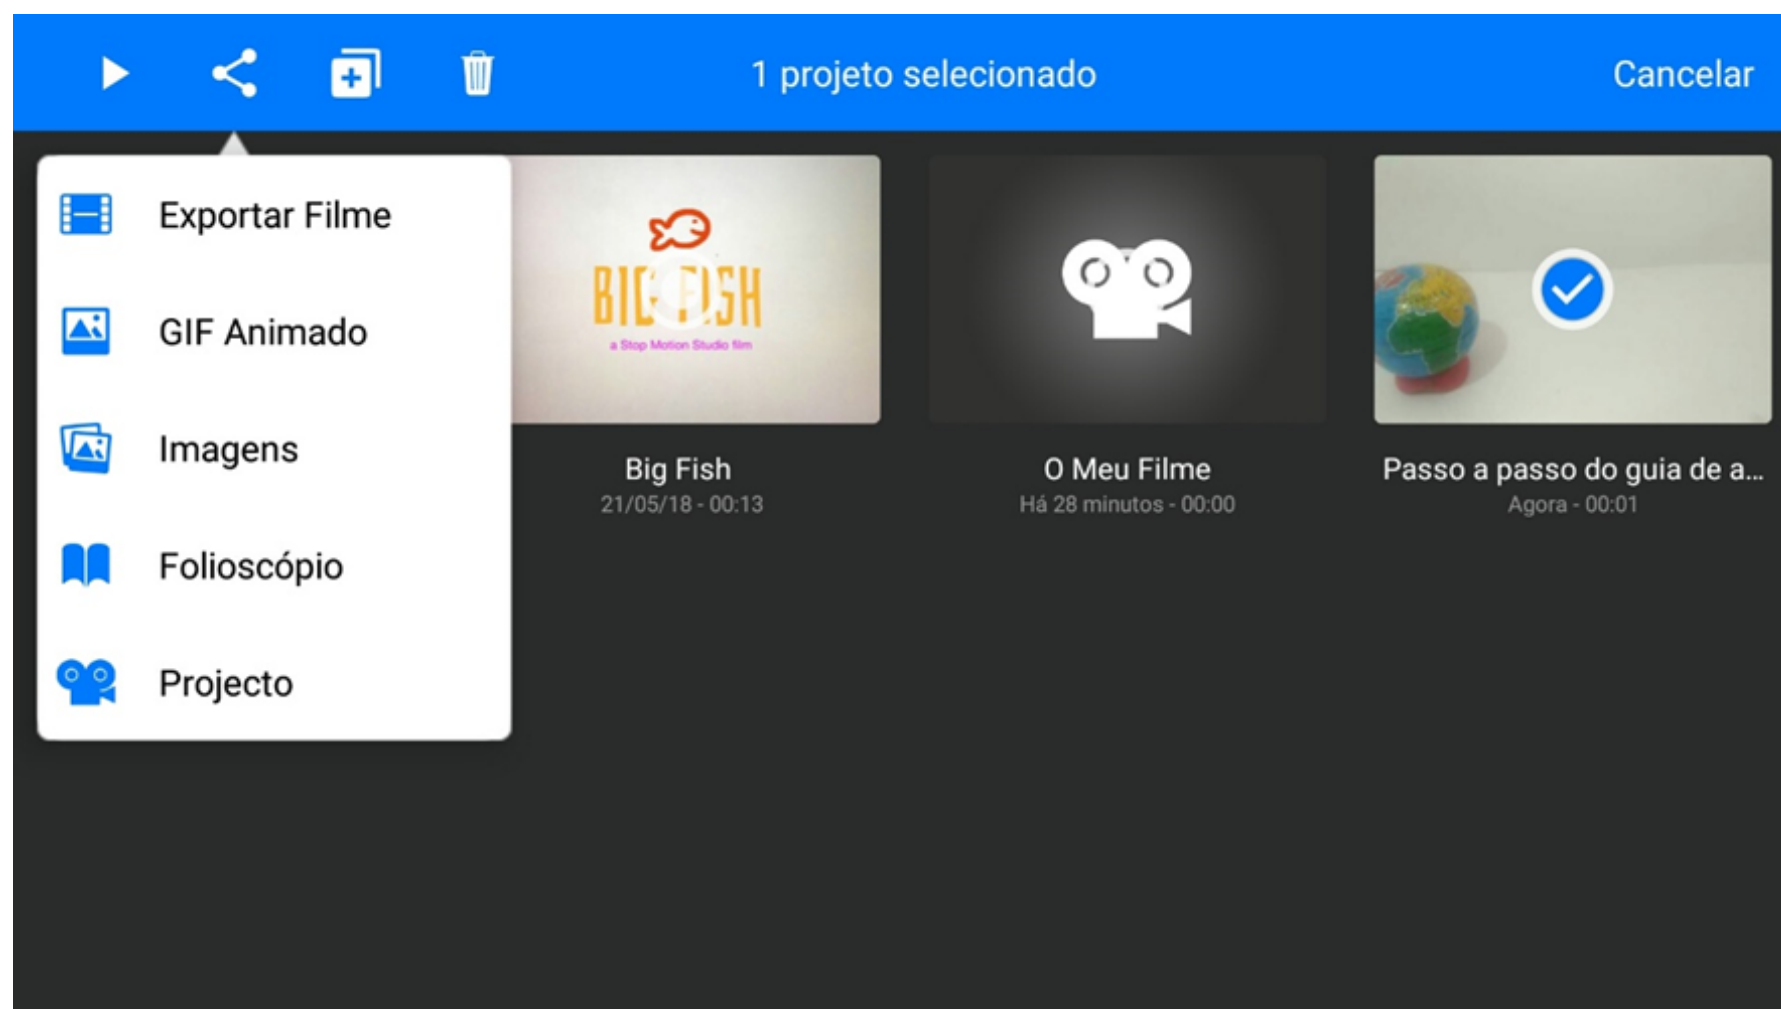 1 projeto selecionado
Cancelar
Exportar Filme
GIF Animado
Imagens
Folioscópio
Projecto
BIG FISH
a Stop Motion Studio film
Big Fish
21/05/18 - 00:13
O Meu Filme
Há 28 minutos - 00:00
Passo a passo do guia de a...
Agora - 00:01